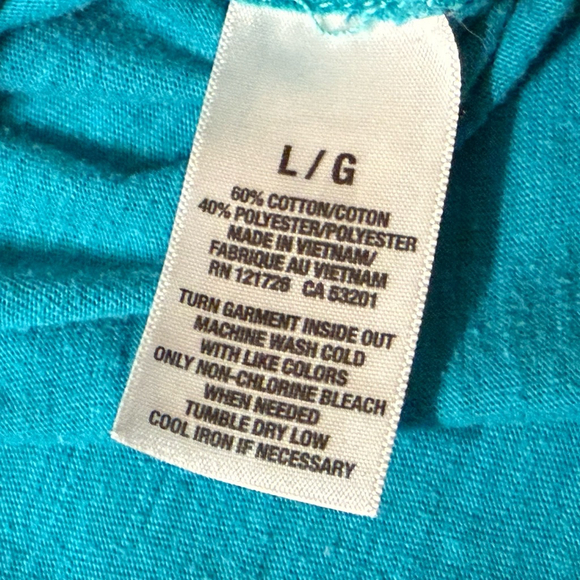 L / G
60% COTTON/COTON
40% POLYESTER/POLYESTER
MADE IN VIETNAM/
FABRIQUE AU VIETNAM
RN 121726 CA 53201
TURN GARMENT INSIDE OUT
MACHINE WASH COLD
WITH LIKE COLORS
ONLY NON-CHLORINE BLEACH
WHEN NEEDED
TUMBLE DRY LOW
COOL IRON IF NECESSARY